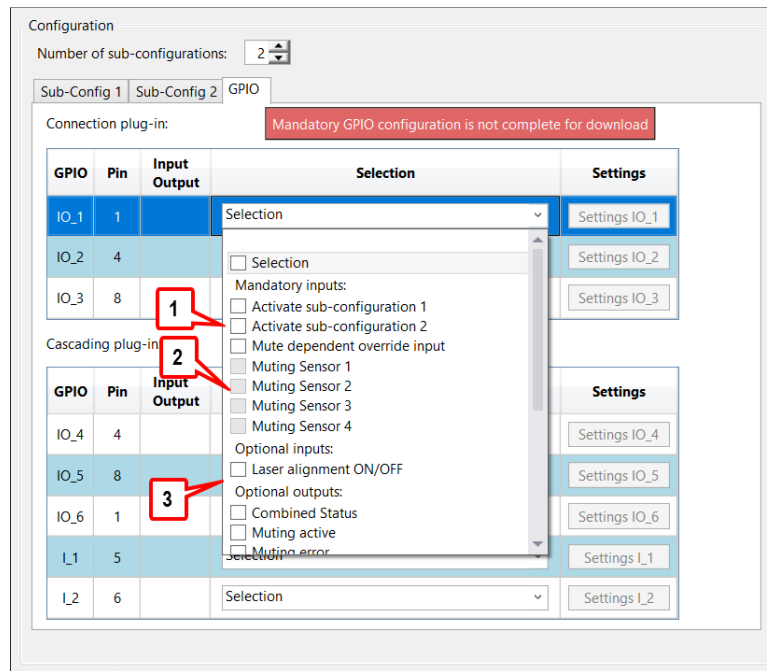 Configuration
Number of sub-configurations: 2
Sub-Config 1 Sub-Config 2 GPIO
Connection plug-in: Mandatory GPIO configuration is not complete for download
GPIO Pin Input Output Selection Settings
IO_1 1 Selection Settings IO_1
IO_2 4 Settings IO_2
IO_3 8 Settings IO_3
Selection
Mandatory inputs:
Activate sub-configuration 1
1
Activate sub-configuration 2
Mute dependent override input
Muting Sensor 1
2
Muting Sensor 2
Muting Sensor 3
Muting Sensor 4
Optional inputs:
Laser alignment ON/OFF
3
Optional outputs:
Combined Status
Muting active
Muting error
Cascading plug-in
GPIO Pin Input Output Settings
IO_4 4 Settings IO_4
IO_5 8 Settings IO_5
IO_6 1 Settings IO_6
I_1 5 Selection Settings I_1
I_2 6 Selection Settings I_2